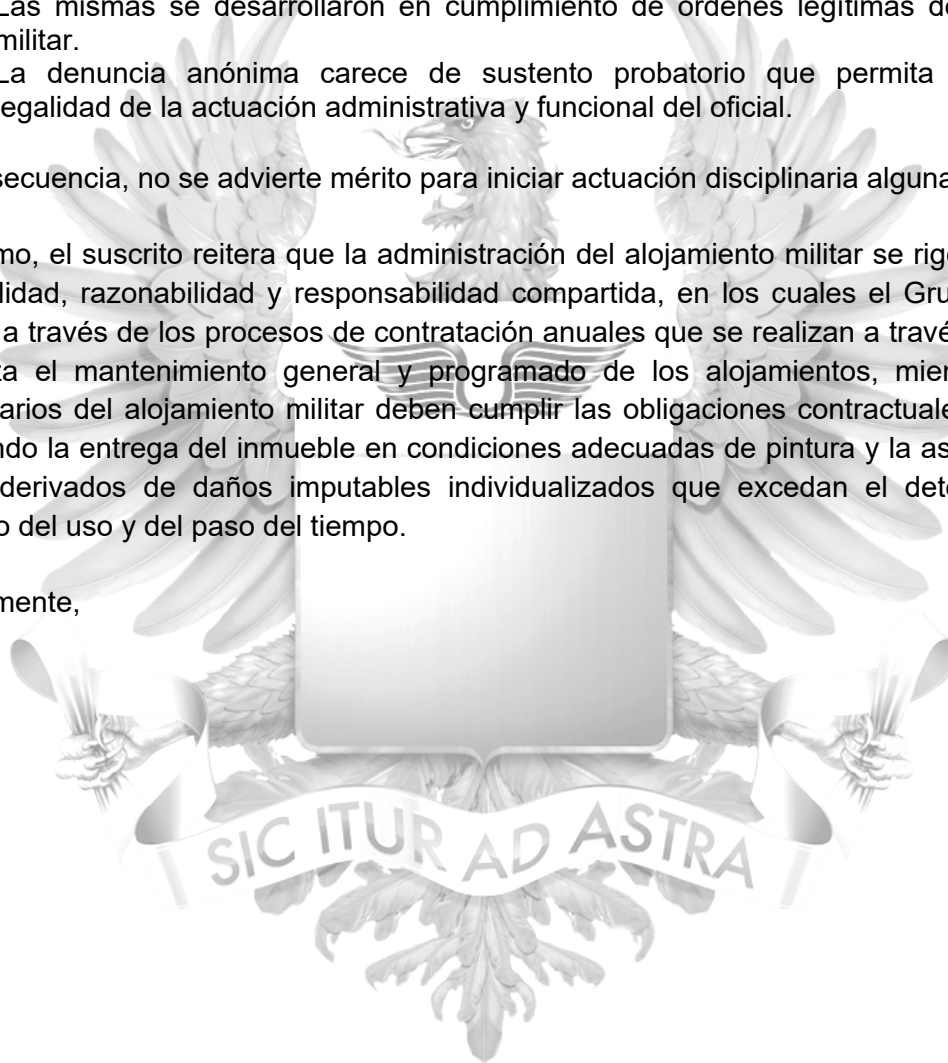 Las mismas se desarrollaron en cumplimiento de órdenes legítimas de
militar.
La denuncia anónima carece de sustento probatorio que permita
egalidad de la actuación administrativa y funcional del oficial.
secuencia, no se advierte mérito para iniciar actuación disciplinaria alguna
mo, el suscrito reitera que la administración del alojamiento militar se rige
lidad, razonabilidad y responsabilidad compartida, en los cuales el Gru
a través de los procesos de contratación anuales que se realizan a travé
za el mantenimiento general y programado de los alojamientos, mien
arios del alojamiento militar deben cumplir las obligaciones contractuale
ndo la entrega del inmueble en condiciones adecuadas de pintura y la as
derivados de daños imputables individualizados que excedan el dete
o del uso y del paso del tiempo.
mente,
SIC ITUR AD ASTRA